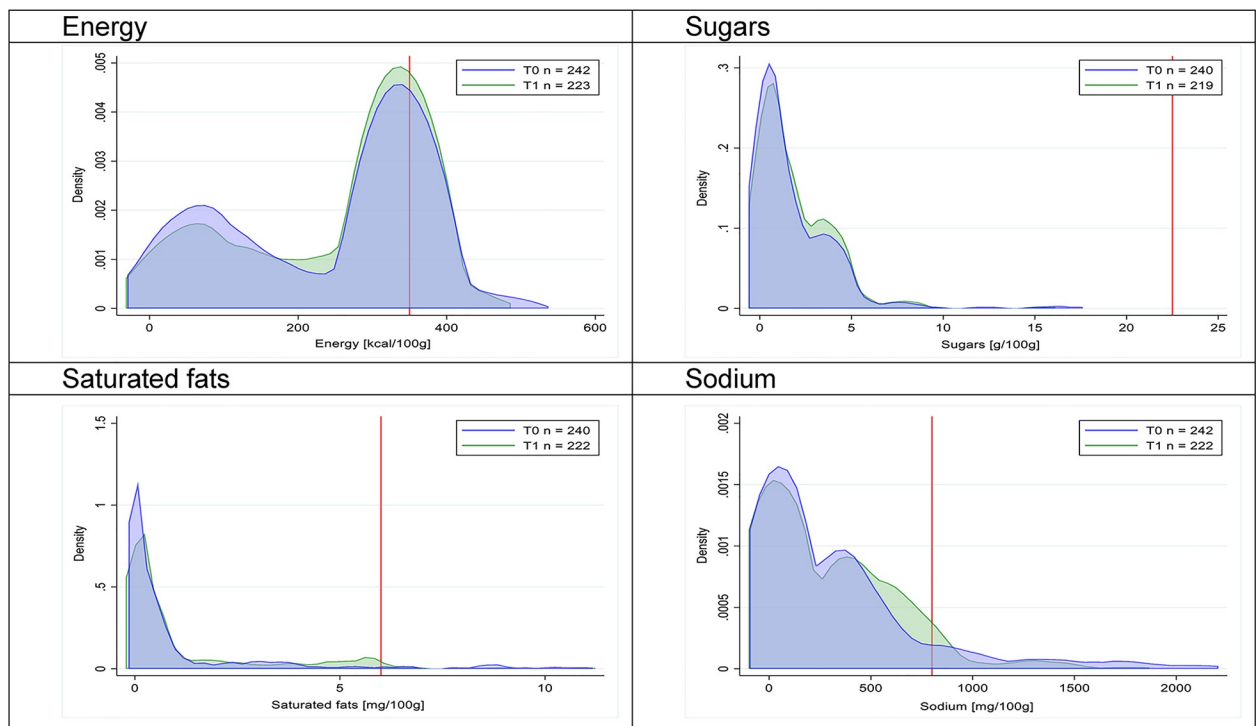 Energy
.005
.004
.003
.002
.001
0
Density
0
200
400
600
Energy [kcal/100g]
T0 n = 242
T1 n = 223
Sugars
.3
.2
.1
0
Density
0
5
10
15
20
25
Sugars [g/100g]
T0 n = 240
T1 n = 219
Saturated fats
1.5
1
.5
0
Density
0
5
10
Saturated fats [mg/100g]
T0 n = 240
T1 n = 222
Sodium
.002
.0015
.001
.0005
0
Density
0
500
1000
1500
2000
Sodium [mg/100g]
T0 n = 242
T1 n = 222